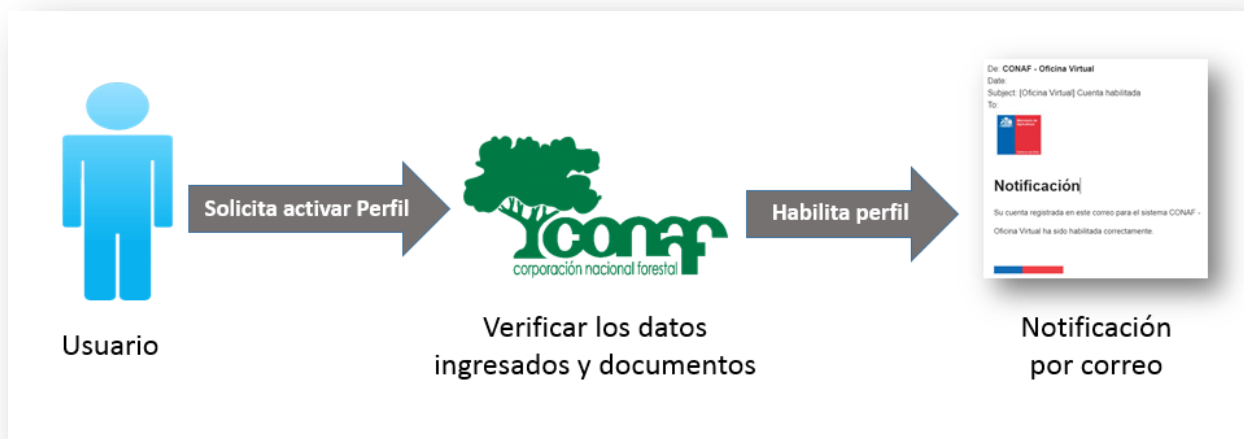 Usuario
Solicita activar Perfil
conaf
corporación nacional forestal
Verificar los datos
ingresados y documentos
Habilita perfil
De: CONAF - Oficina Virtual
Date:
Subject: [Oficina Virtual] Cuenta habilitada
To:
Notificación
Su cuenta registrada en este correo para el sistema CONAF -
Oficina Virtual ha sido habilitada correctamente.
Notificación
por correo